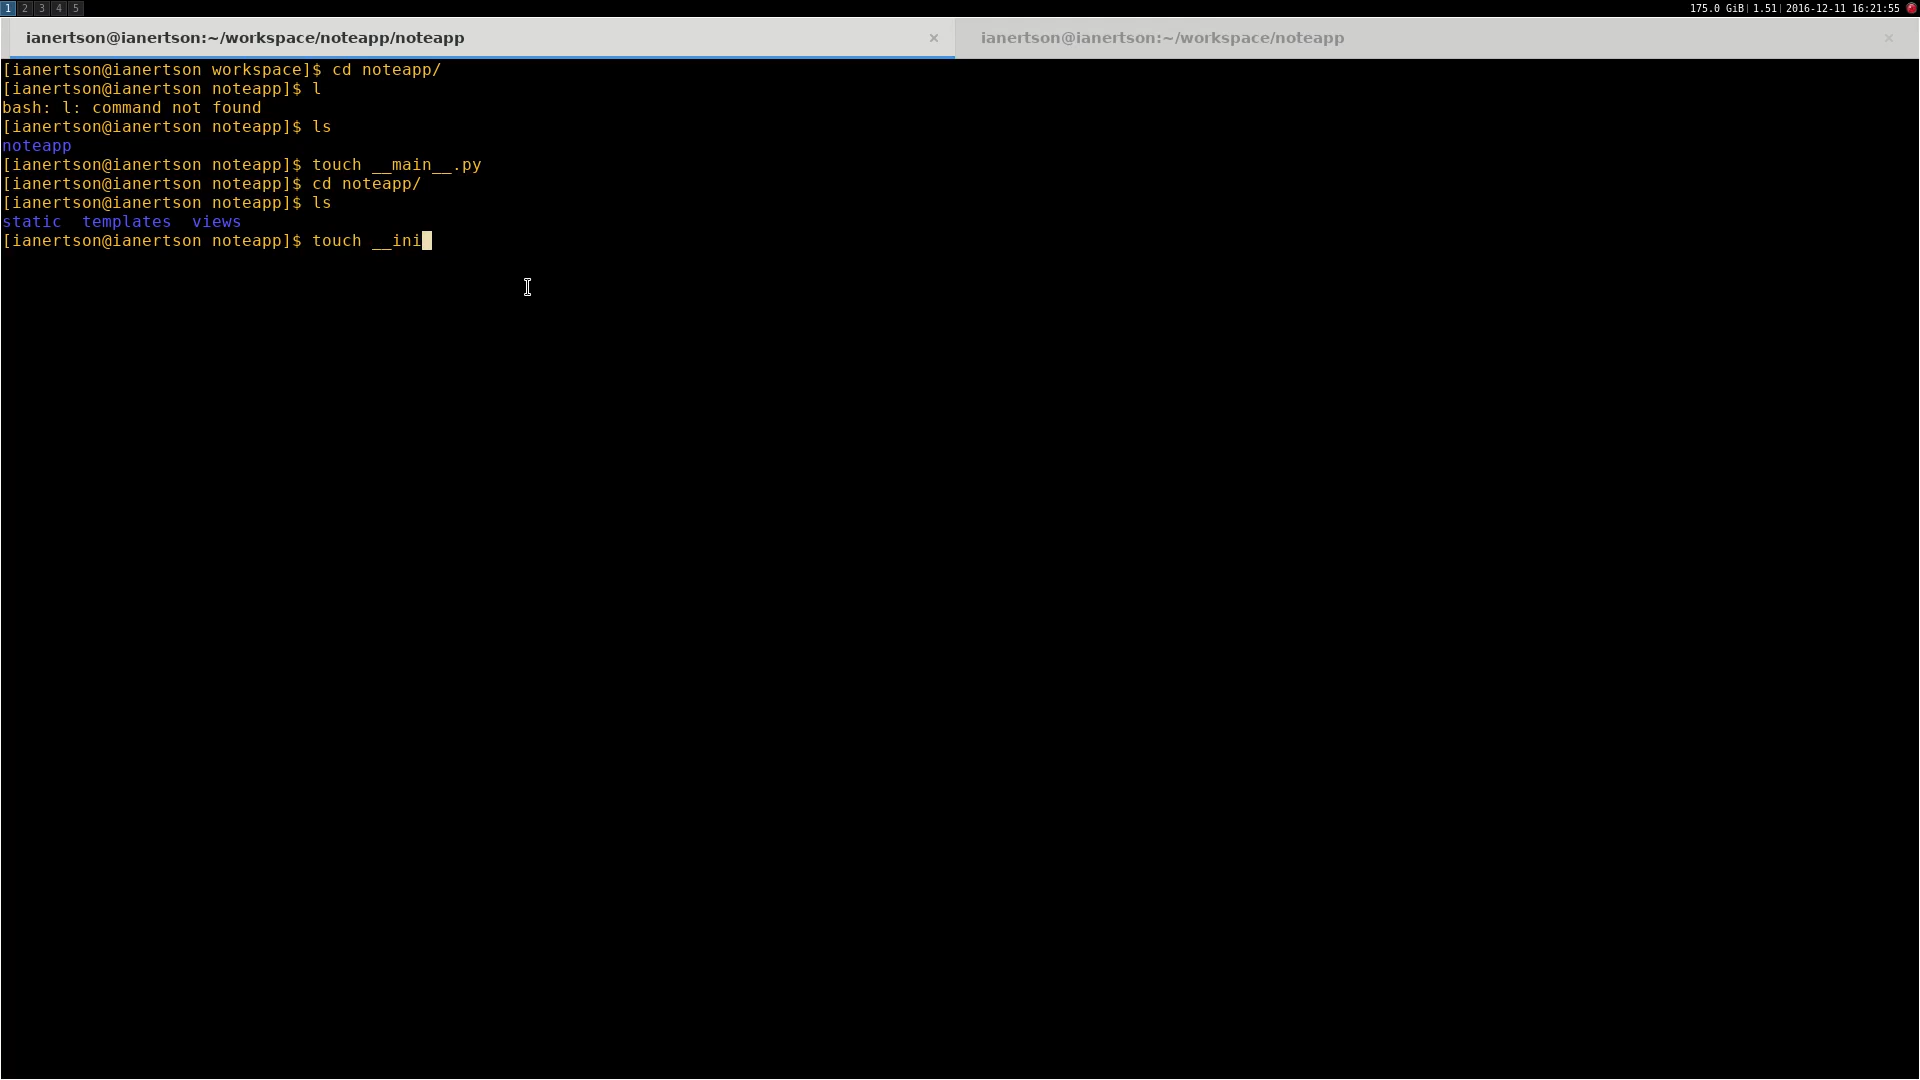 1 2 3 4 5 175.0 GiB| 1.51| 2016-12-11 16:21:55
ianertson@ianertson:~/workspace/noteapp/noteapp × ianertson@ianertson:~/workspace/noteapp ×
[ianertson@ianertson workspace]$ cd noteapp/
[ianertson@ianertson noteapp]$ l
bash: l: command not found
[ianertson@ianertson noteapp]$ ls
noteapp
[ianertson@ianertson noteapp]$ touch __main__.py
[ianertson@ianertson noteapp]$ cd noteapp/
[ianertson@ianertson noteapp]$ ls
static  templates  views
[ianertson@ianertson noteapp]$ touch __ini